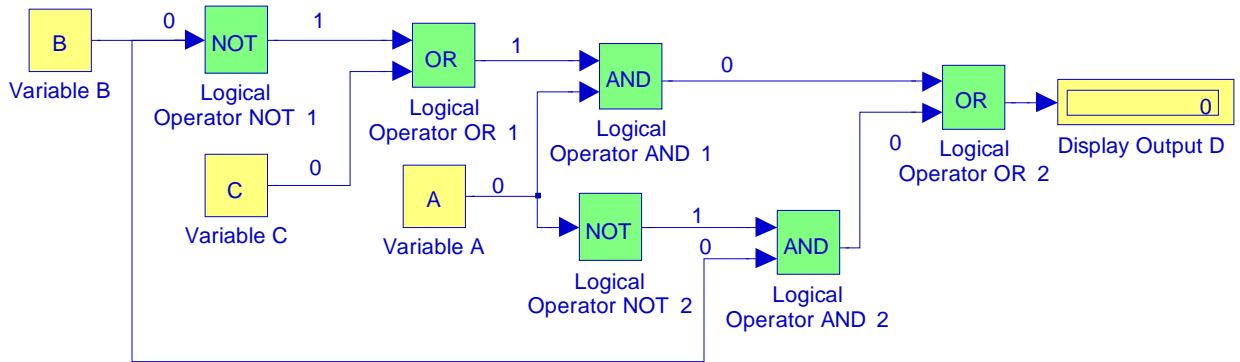 B
0
Variable B
NOT
1
Logical
Operator NOT 1
OR
1
Logical
Operator OR 1
AND
0
Logical
Operator AND 1
OR
Logical
Operator OR 2
0
Display Output D
C
0
Variable C
A
0
Variable A
NOT
1
Logical
Operator NOT 2
0
AND
0
Logical
Operator AND 2